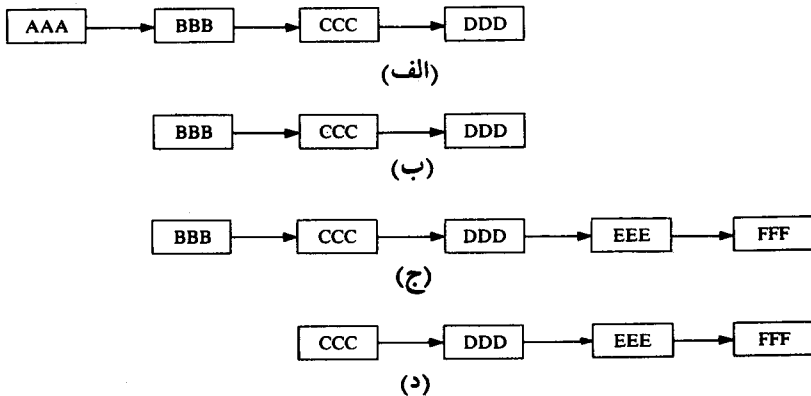 AAA BBB CCC DDD
(الف)
BBB CCC DDD
(ب)
BBB CCC DDD EEE FFF
(ج)
CCC DDD EEE FFF
(د)